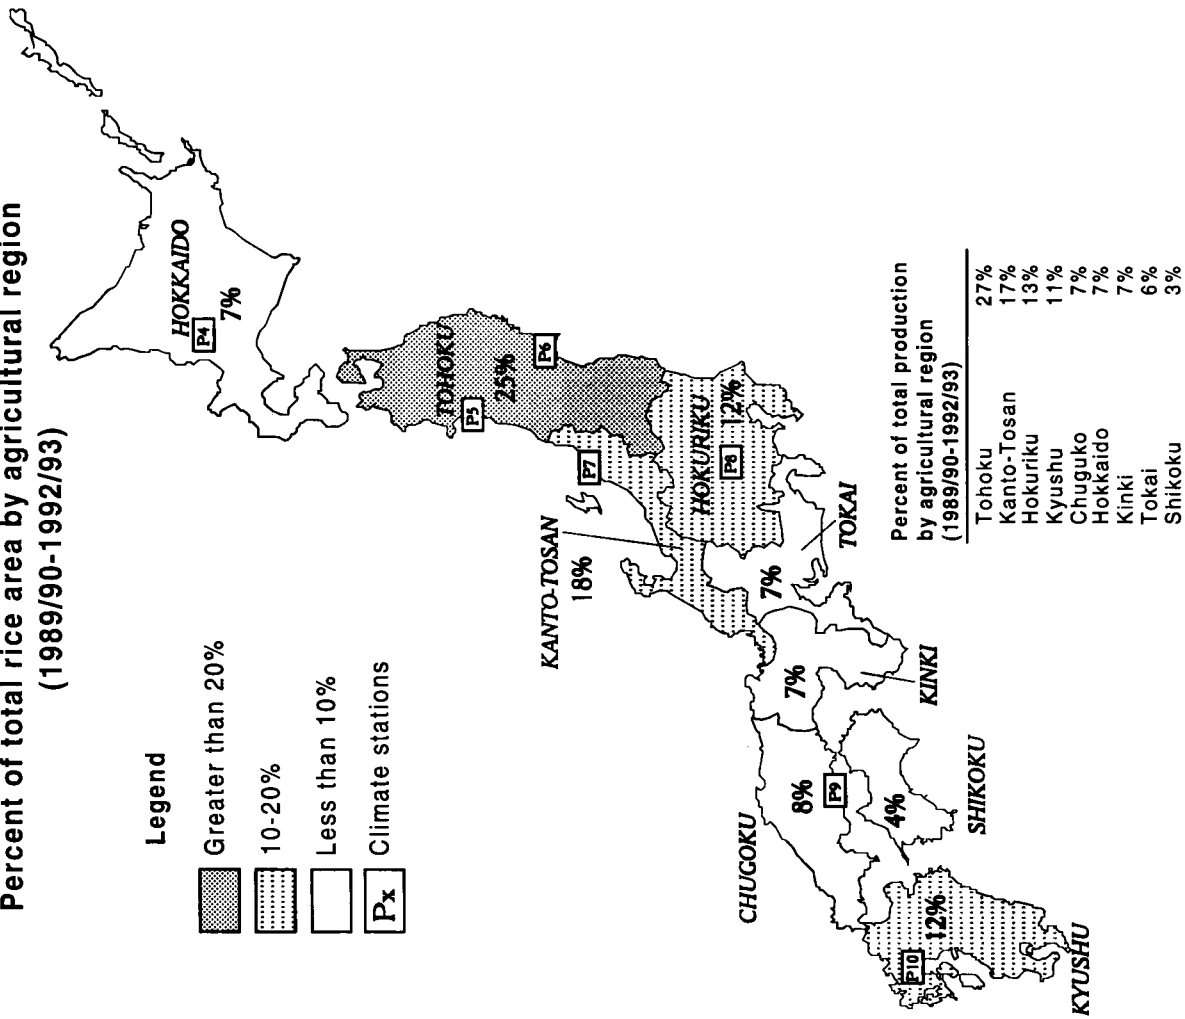 Percent of total rice area by agricultural region
(1989/90-1992/93)
Legend
Greater than 20%
10-20%
Less than 10%
Px Climate stations
HOKKAIDO
P4
7%
TOHOKU
P5
25%
P6
P7
KANTO-TOSAN
18%
HOKURIKU
12%
P8
TOKAI
7%
KINKI
7%
CHUGOKU
8%
P9
SHIKOKU
4%
KYUSHU
12%
P10
Percent of total production
by agricultural region
(1989/90-1992/93)
Tohoku 27%
Kanto-Tosan 17%
Hokuriku 13%
Kyushu 11%
Chuguko 7%
Hokkaido 7%
Kinki 7%
Tokai 6%
Shikoku 3%